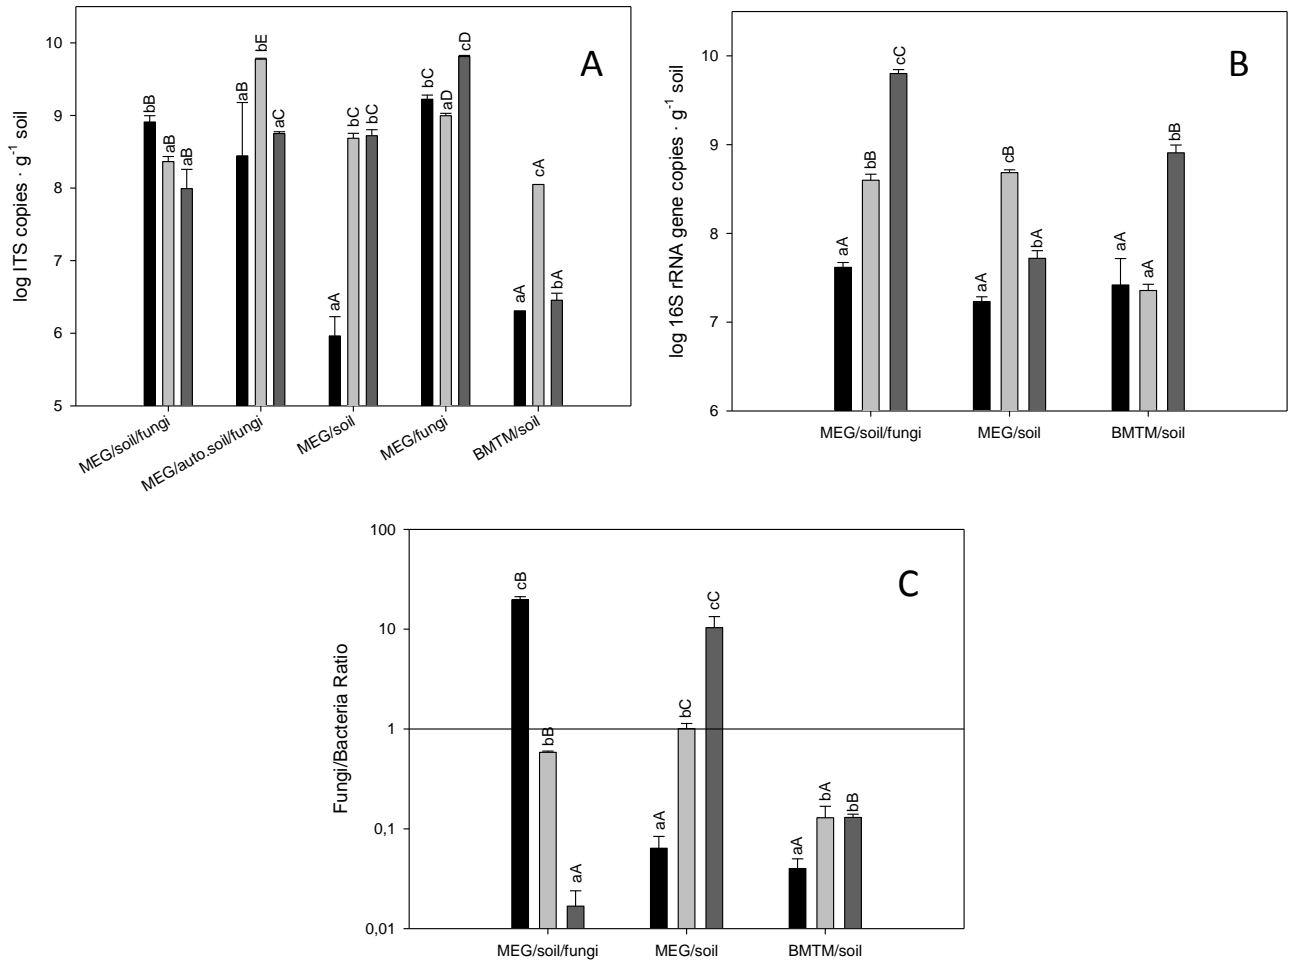 A
log ITS copies · g⁻¹ soil
10
9
8
7
6
5
bB
aB
aB
aB
bE
aC
aA
bC
bC
bC
aD
cD
aA
cA
bA
MEG/soil/fungi
MEG/auto.soil/fungi
MEG/soil
MEG/fungi
BMTM/soil
B
log 16S rRNA gene copies · g⁻¹ soil
10
9
8
7
6
aA
bB
cC
aA
cB
bA
aA
aA
bB
MEG/soil/fungi
MEG/soil
BMTM/soil
C
Fungi/Bacteria Ratio
100
10
1
0,1
0,01
cB
bB
aA
aA
bC
cC
aA
bA
bB
MEG/soil/fungi
MEG/soil
BMTM/soil